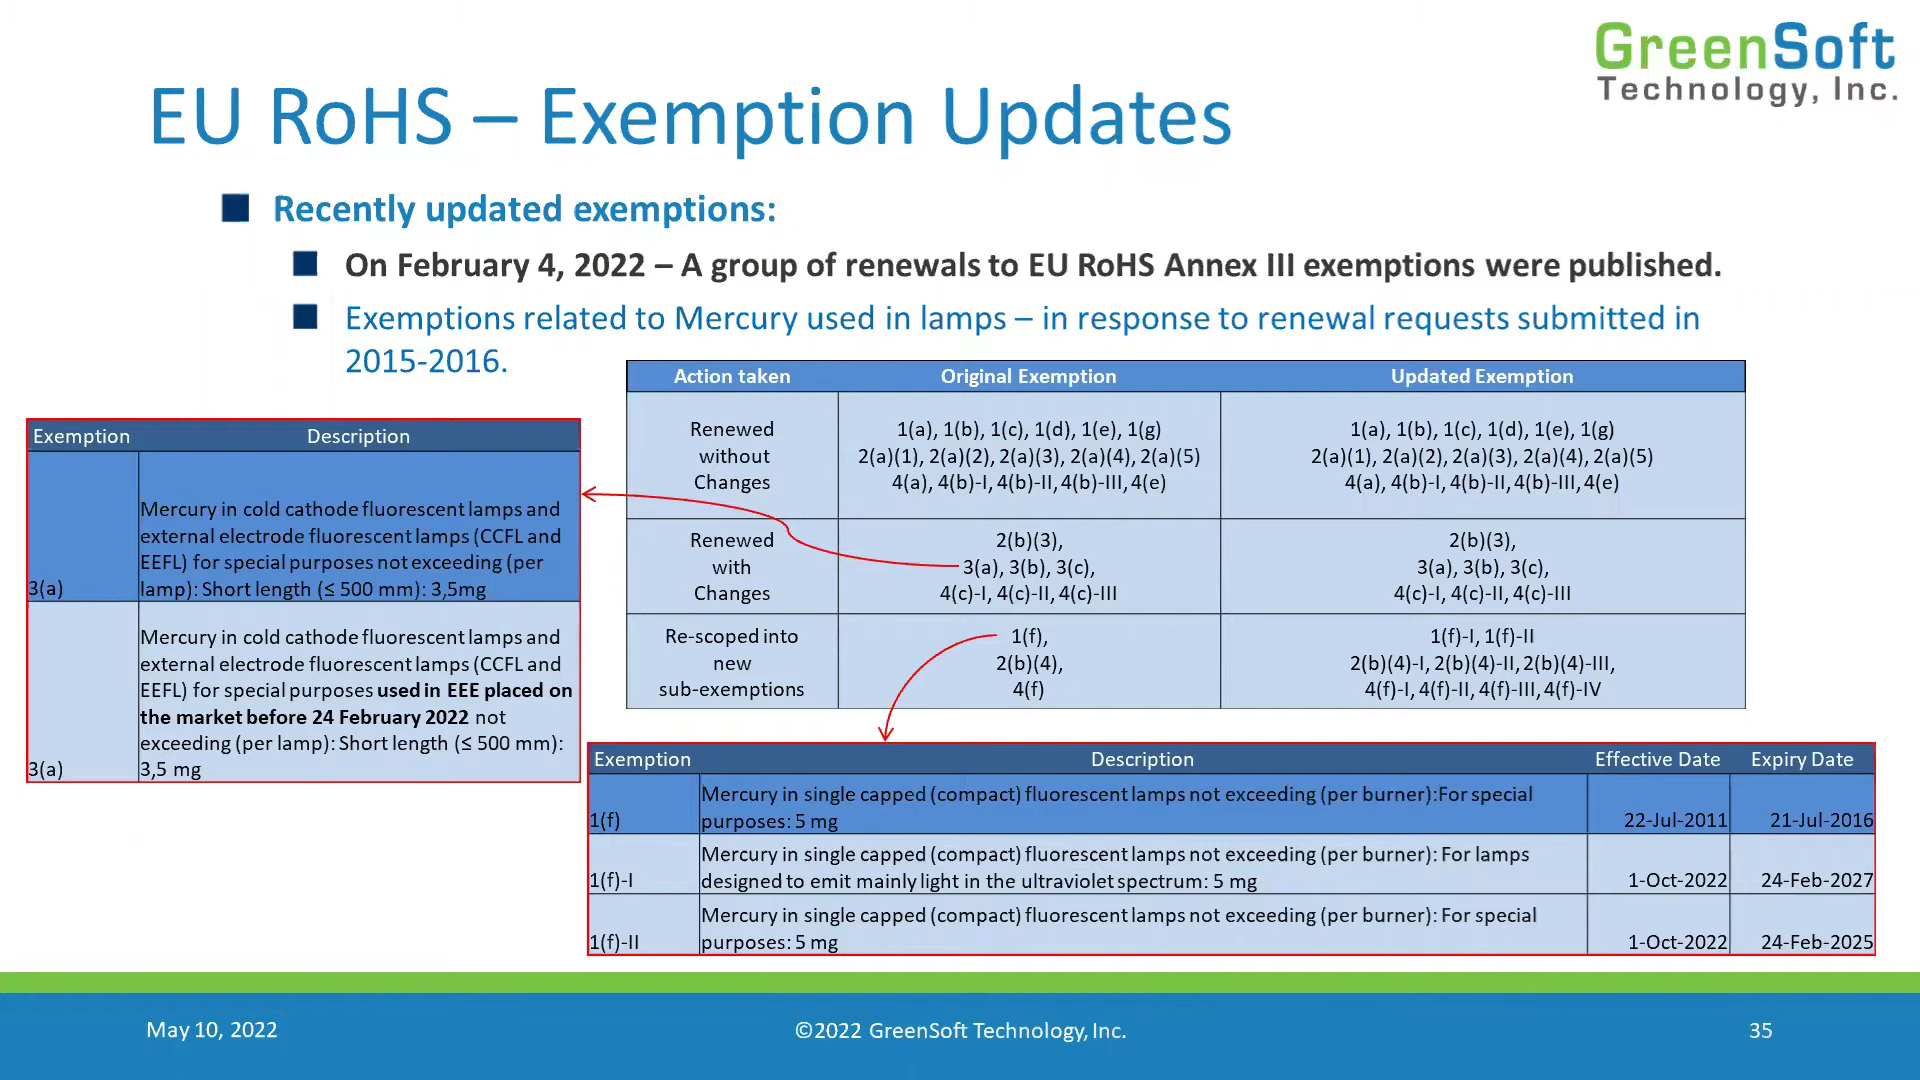 GreenSoft
Technology, Inc.
EU RoHS – Exemption Updates
Recently updated exemptions:
On February 4, 2022 – A group of renewals to EU RoHS Annex III exemptions were published.
Exemptions related to Mercury used in lamps – in response to renewal requests submitted in
2015-2016.
Action taken Original Exemption Updated Exemption
Renewed
without
Changes
1(a), 1(b), 1(c), 1(d), 1(e), 1(g)
2(a)(1), 2(a)(2), 2(a)(3), 2(a)(4), 2(a)(5)
4(a), 4(b)-I, 4(b)-II, 4(b)-III, 4(e)
1(a), 1(b), 1(c), 1(d), 1(e), 1(g)
2(a)(1), 2(a)(2), 2(a)(3), 2(a)(4), 2(a)(5)
4(a), 4(b)-I, 4(b)-II, 4(b)-III, 4(e)
Renewed
with
Changes
2(b)(3),
3(a), 3(b), 3(c),
4(c)-I, 4(c)-II, 4(c)-III
2(b)(3),
3(a), 3(b), 3(c),
4(c)-I, 4(c)-II, 4(c)-III
Re-scoped into
new
sub-exemptions
1(f),
2(b)(4),
4(f)
1(f)-I, 1(f)-II
2(b)(4)-I, 2(b)(4)-II, 2(b)(4)-III,
4(f)-I, 4(f)-II, 4(f)-III, 4(f)-IV
Exemption Description
3(a)
Mercury in cold cathode fluorescent lamps and
external electrode fluorescent lamps (CCFL and
EEFL) for special purposes not exceeding (per
lamp): Short length (≤ 500 mm): 3,5mg
3(a)
Mercury in cold cathode fluorescent lamps and
external electrode fluorescent lamps (CCFL and
EEFL) for special purposes used in EEE placed on
the market before 24 February 2022 not
exceeding (per lamp): Short length (≤ 500 mm):
3,5 mg
Exemption Description Effective Date Expiry Date
1(f)
Mercury in single capped (compact) fluorescent lamps not exceeding (per burner):For special
purposes: 5 mg
22-Jul-2011 21-Jul-2016
1(f)-I
Mercury in single capped (compact) fluorescent lamps not exceeding (per burner): For lamps
designed to emit mainly light in the ultraviolet spectrum: 5 mg
1-Oct-2022 24-Feb-2027
1(f)-II
Mercury in single capped (compact) fluorescent lamps not exceeding (per burner): For special
purposes: 5 mg
1-Oct-2022 24-Feb-2025
May 10, 2022 ©2022 GreenSoft Technology, Inc. 35